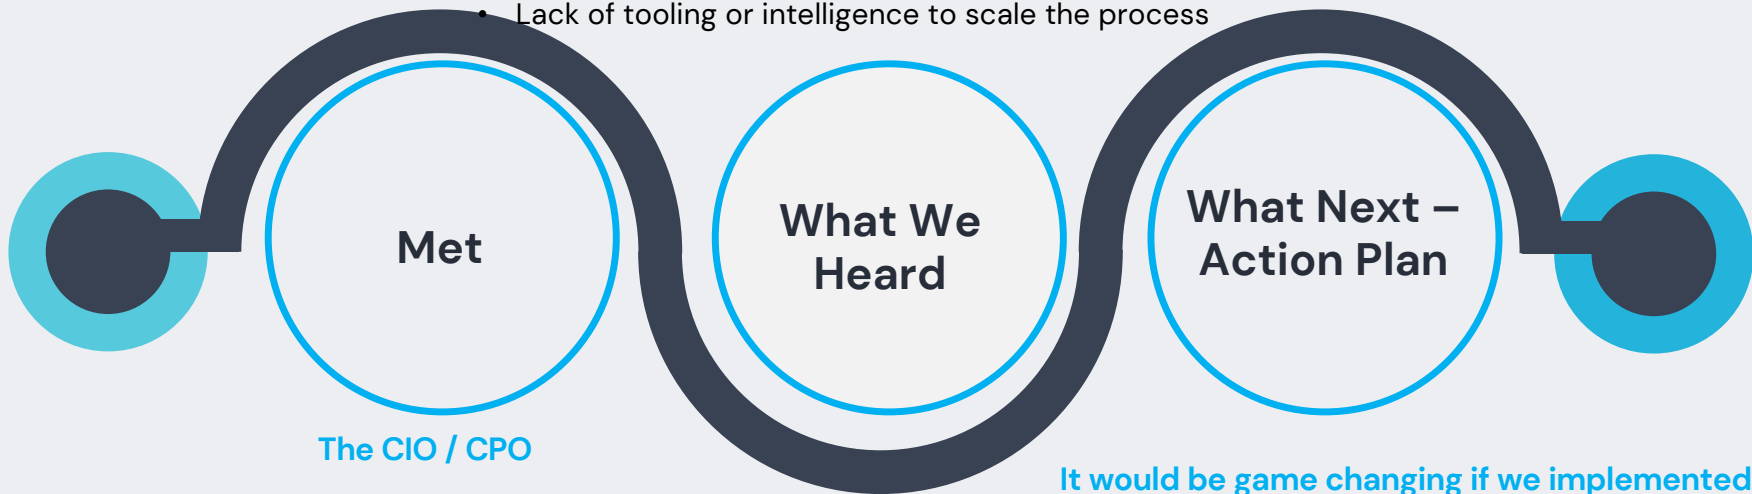 • Lack of tooling or intelligence to scale the process
Met
What We
Heard
What Next –
Action Plan
The CIO / CPO
It would be game changing if we implemented